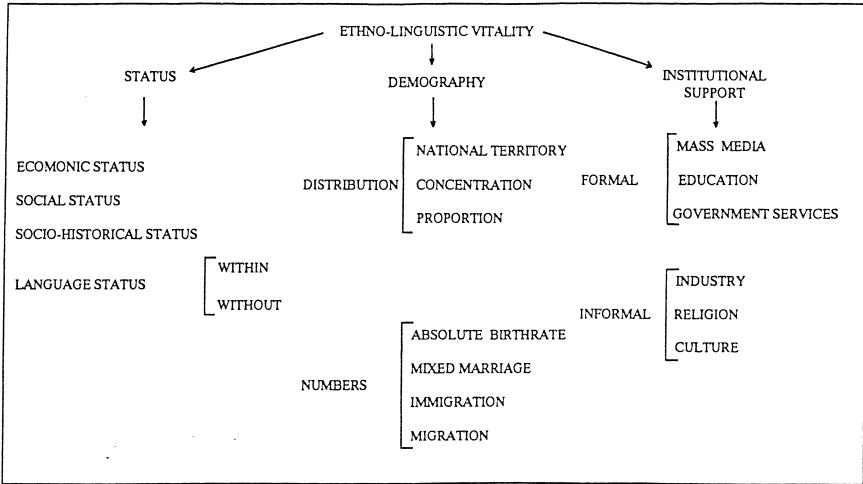 ETHNO-LINGUISTIC VITALITY
STATUS
ECOMONIC STATUS
SOCIAL STATUS
SOCIO-HISTORICAL STATUS
LANGUAGE STATUS
WITHIN
WITHOUT
DEMOGRAPHY
DISTRIBUTION
NATIONAL TERRITORY
CONCENTRATION
PROPORTION
NUMBERS
ABSOLUTE BIRTHRATE
MIXED MARRIAGE
IMMIGRATION
MIGRATION
INSTITUTIONAL
SUPPORT
FORMAL
MASS MEDIA
EDUCATION
GOVERNMENT SERVICES
INFORMAL
INDUSTRY
RELIGION
CULTURE